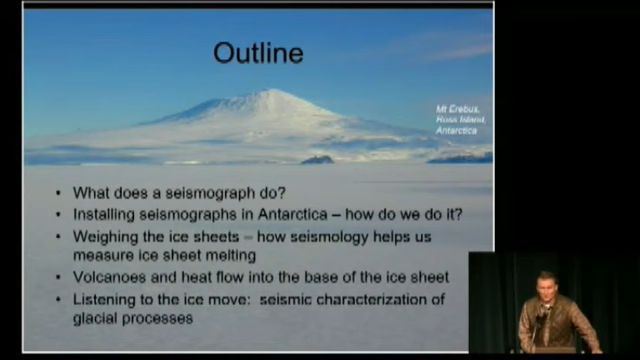 Outline
Mt Erebus,
Ross Island,
Antarctica
• What does a seismograph do?
• Installing seismographs in Antarctica – how do we do it?
• Weighing the ice sheets – how seismology helps us
measure ice sheet melting
• Volcanoes and heat flow into the base of the ice sheet
• Listening to the ice move: seismic characterization of
glacial processes